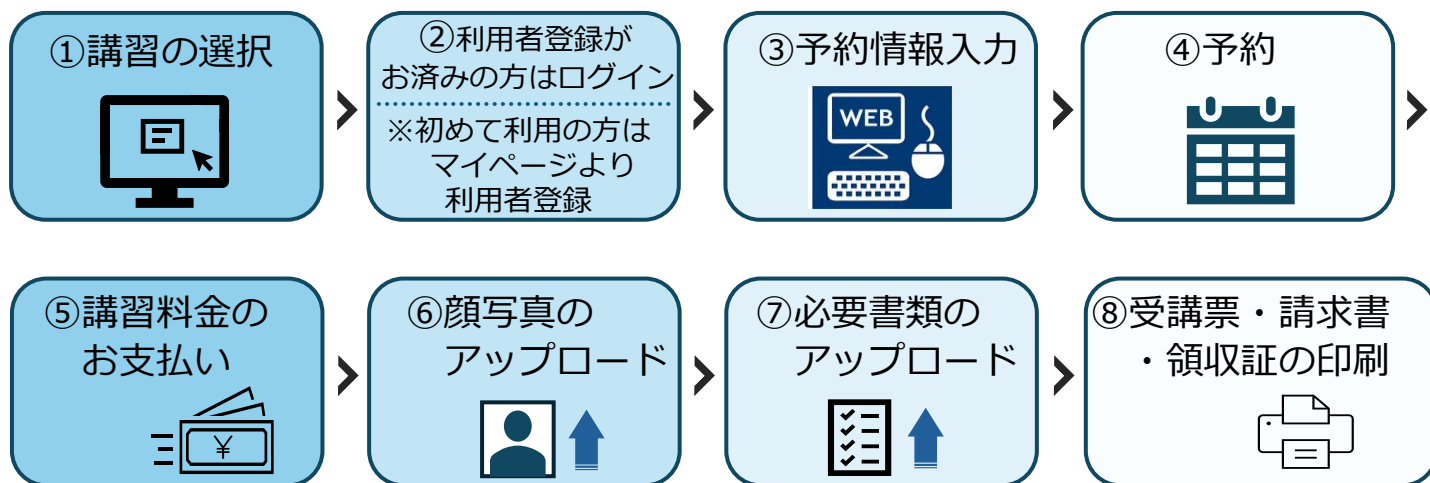 ①講習の選択
②利用者登録が
お済みの方はログイン
※初めて利用の方は
マイページより
利用者登録
③予約情報入力
WEB
④予約
⑤講習料金の
お支払い
¥
⑥顔写真の
アップロード
⑦必要書類の
アップロード
⑧受講票・請求書
・領収証の印刷